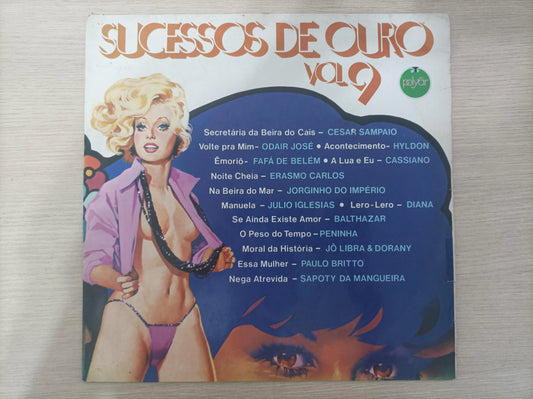 SUCESSOS DE OURO
VOL. 9
polyfar
Secretária da Beira do Cais – CESAR SAMPAIO
Volte pra Mim- ODAIR JOSÉ • Acontecimento- HYLDON
Êmoriô- FAFÁ DE BELÉM • A Lua e Eu – CASSIANO
Noite Cheia – ERASMO CARLOS
Na Beira do Mar – JORGINHO DO IMPÉRIO
Manuela – JULIO IGLESIAS • Lero-Lero – DIANA
Se Ainda Existe Amor – BALTHAZAR
O Peso do Tempo – PENINHA
Moral da História – JÔ LIBRA & DORANY
Essa Mulher – PAULO BRITTO
Nega Atrevida – SAPOTY DA MANGUEIRA